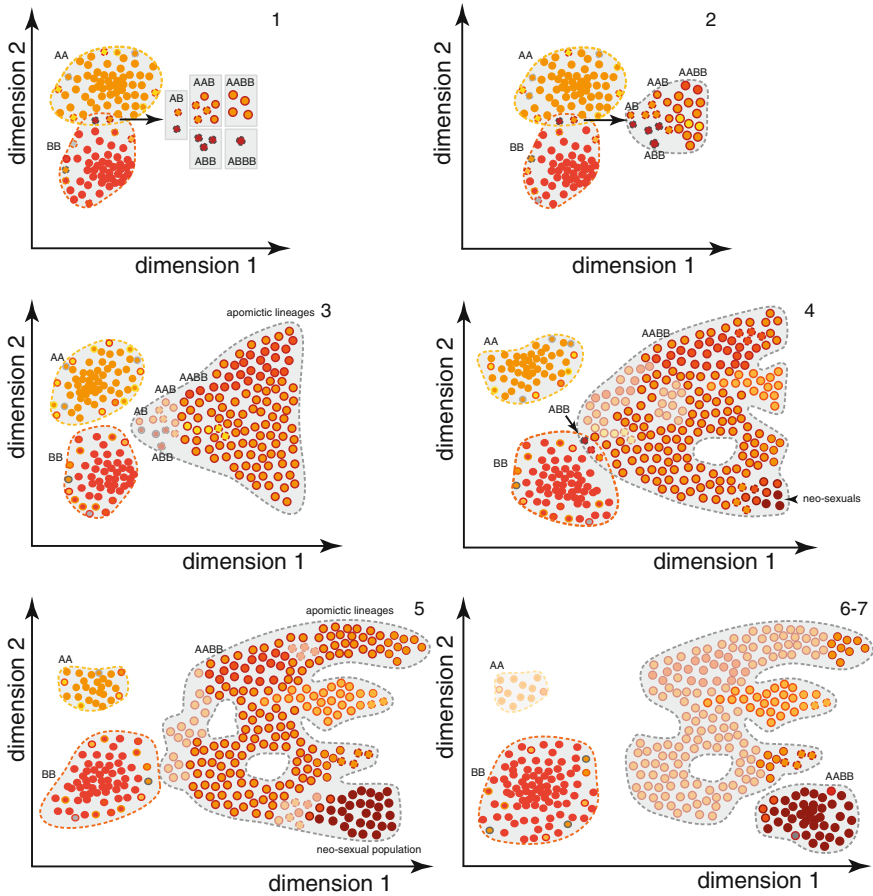 1
dimension 2
AA
BB
AB
AAB
AABB
ABB
ABBB
dimension 1
2
dimension 2
AA
BB
AB
AAB
AABB
ABB
dimension 1
apomictic lineages
3
dimension 2
AA
BB
AB
AAB
AABB
ABB
dimension 1
4
dimension 2
AA
BB
ABB
AABB
neo-sexuals
dimension 1
apomictic lineages
5
dimension 2
AA
BB
AABB
neo-sexual population
dimension 1
6-7
dimension 2
AA
BB
AABB
dimension 1